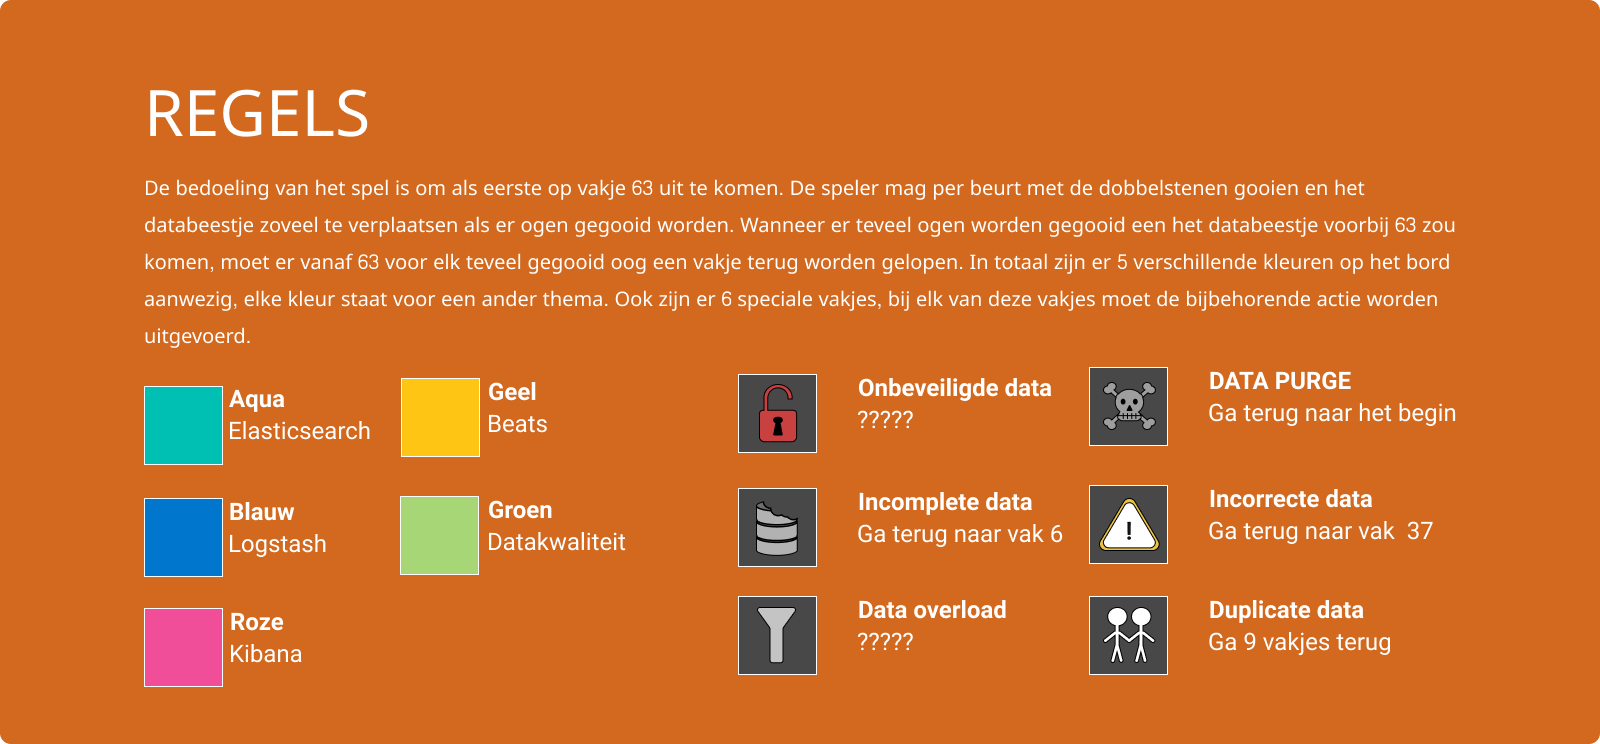 REGELS
De bedoeling van het spel is om als eerste op vakje 63 uit te komen. De speler mag per beurt met de dobbelstenen gooien en het
databeestje zoveel te verplaatsen als er ogen gegooid worden. Wanneer er teveel ogen worden gegooid een het databeestje voorbij 63 zou
komen, moet er vanaf 63 voor elk teveel gegooid oog een vakje terug worden gelopen. In totaal zijn er 5 verschillende kleuren op het bord
aanwezig, elke kleur staat voor een ander thema. Ook zijn er 6 speciale vakjes, bij elk van deze vakjes moet de bijbehorende actie worden
uitgevoerd.
Aqua
Elasticsearch
Geel
Beats
Blauw
Logstash
Groen
Datakwaliteit
Roze
Kibana
Onbeveiligde data
?????
DATA PURGE
Ga terug naar het begin
Incomplete data
Ga terug naar vak 6
!
Incorrecte data
Ga terug naar vak  37
Data overload
?????
Duplicate data
Ga 9 vakjes terug